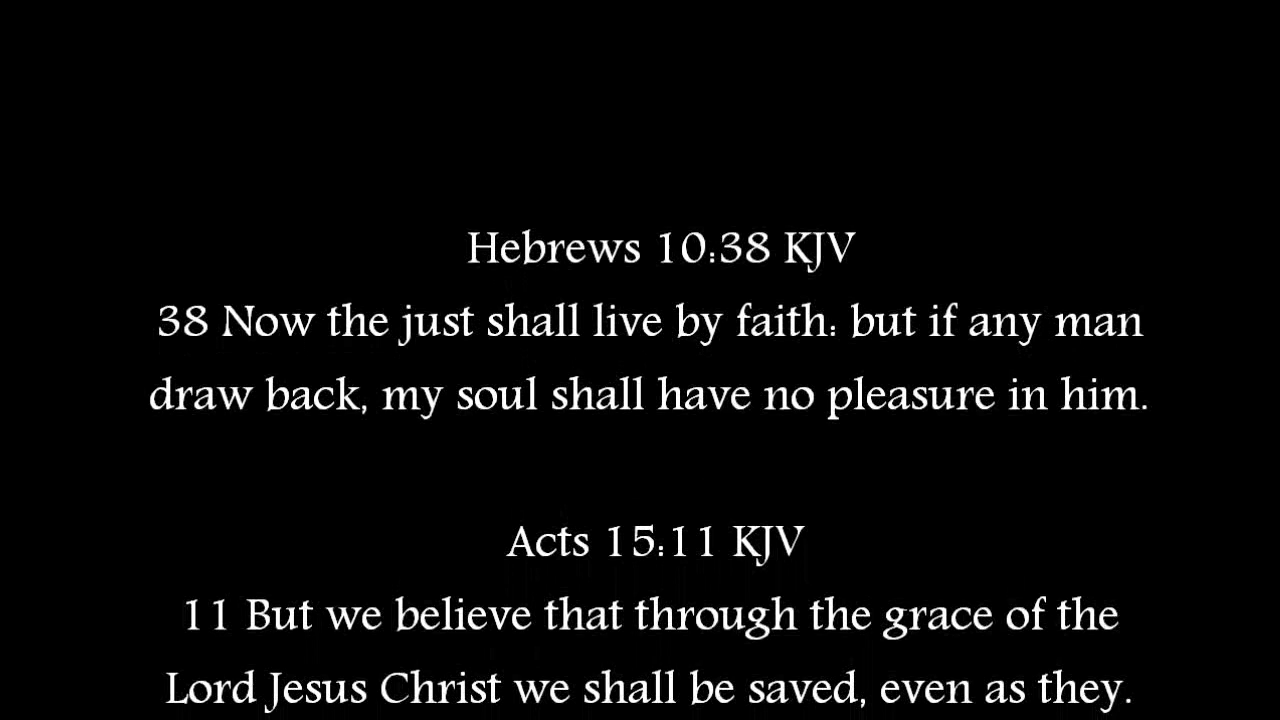 Hebrews 10:38 KJV
38 Now the just shall live by faith: but if any man
draw back, my soul shall have no pleasure in him.
Acts 15:11 KJV
11 But we believe that through the grace of the
Lord Jesus Christ we shall be saved, even as they.